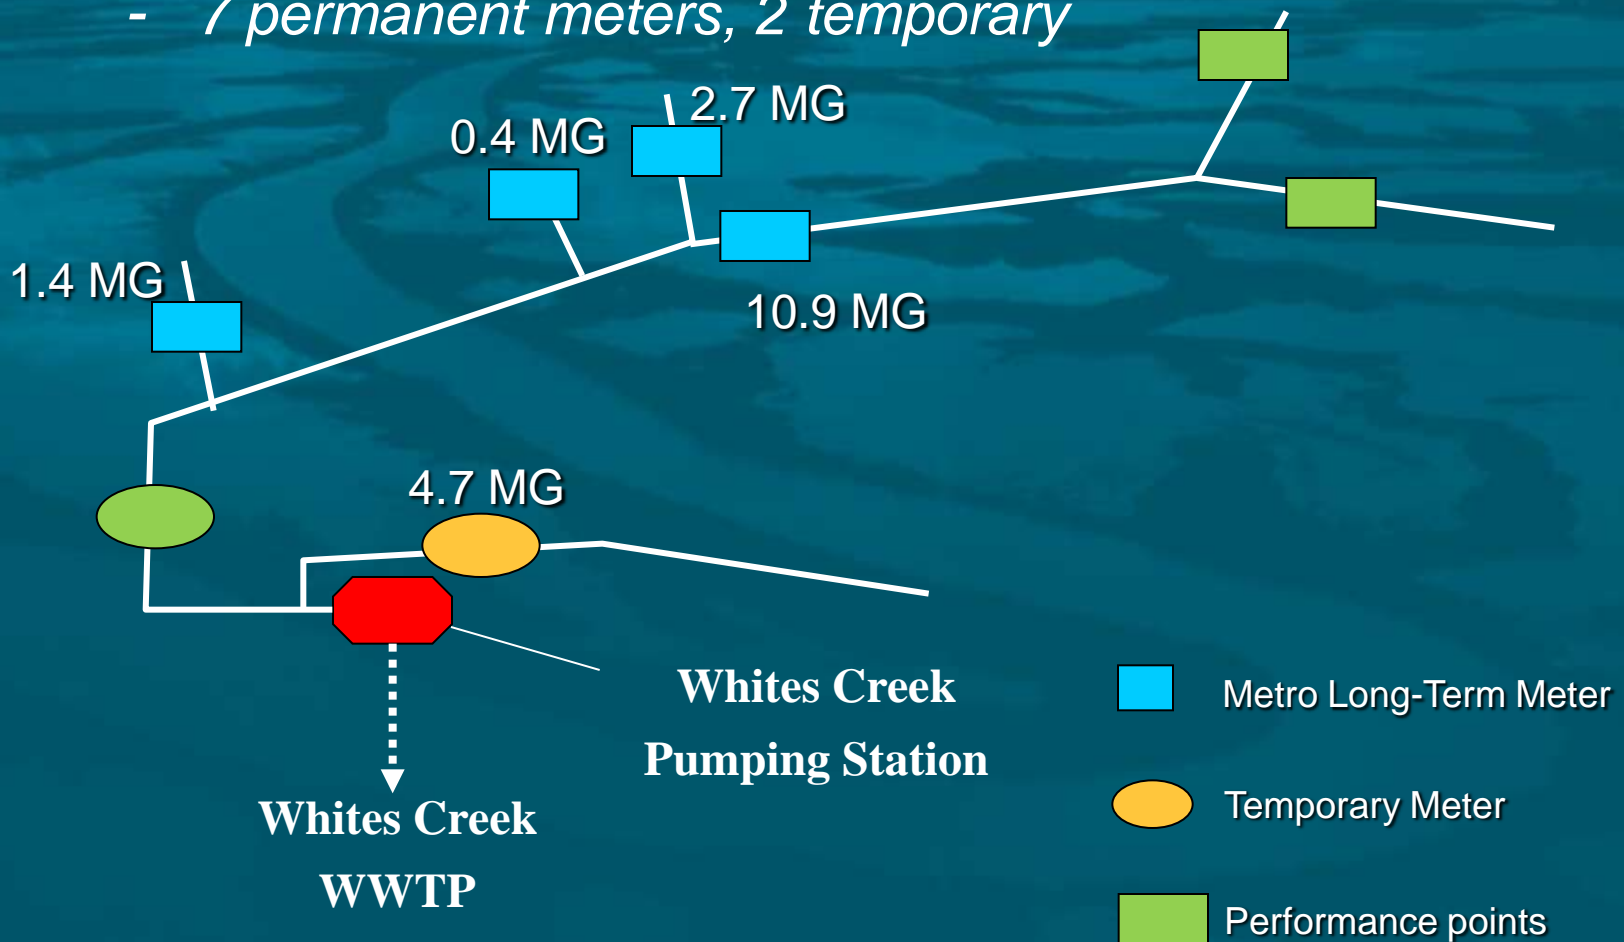 - 7 permanent meters, 2 temporary
2.7 MG
0.4 MG
1.4 MG
10.9 MG
4.7 MG
Whites Creek
Pumping Station
Whites Creek
WWTP
Metro Long-Term Meter
Temporary Meter
Performance points